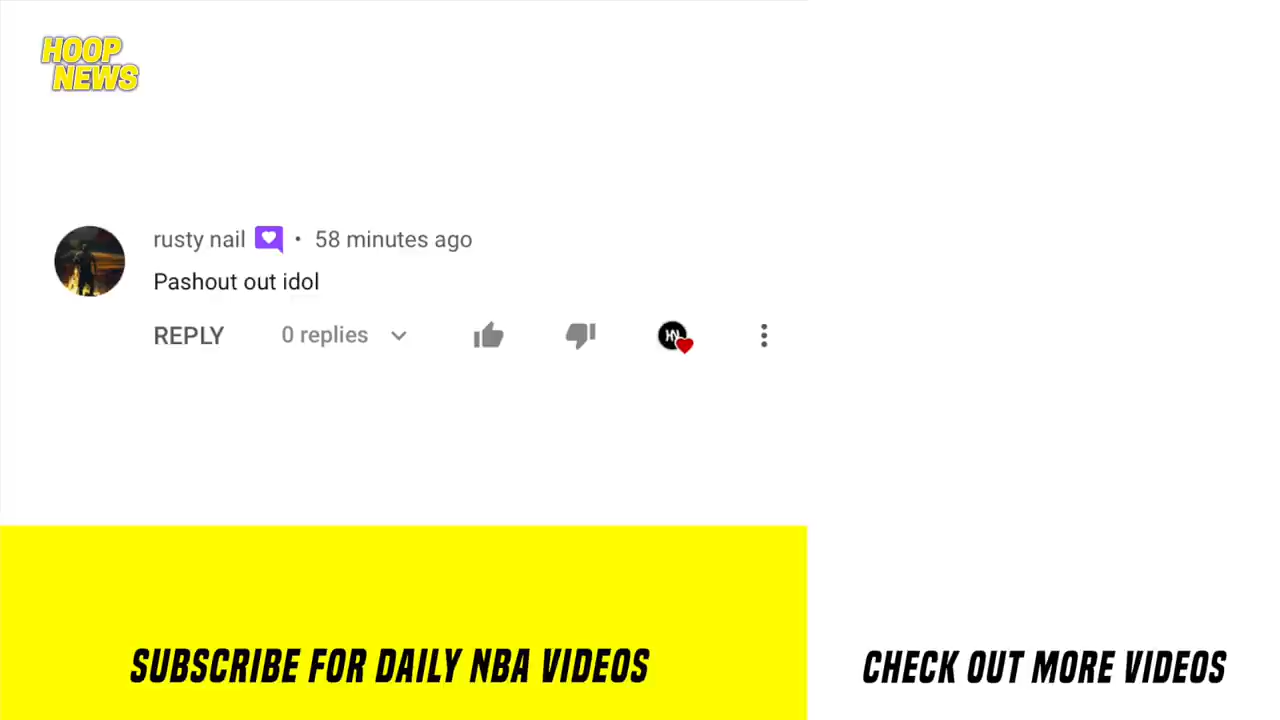 HOOP
NEWS
rusty nail • 58 minutes ago
Pashout out idol
REPLY 0 replies
HN
SUBSCRIBE FOR DAILY NBA VIDEOS
CHECK OUT MORE VIDEOS